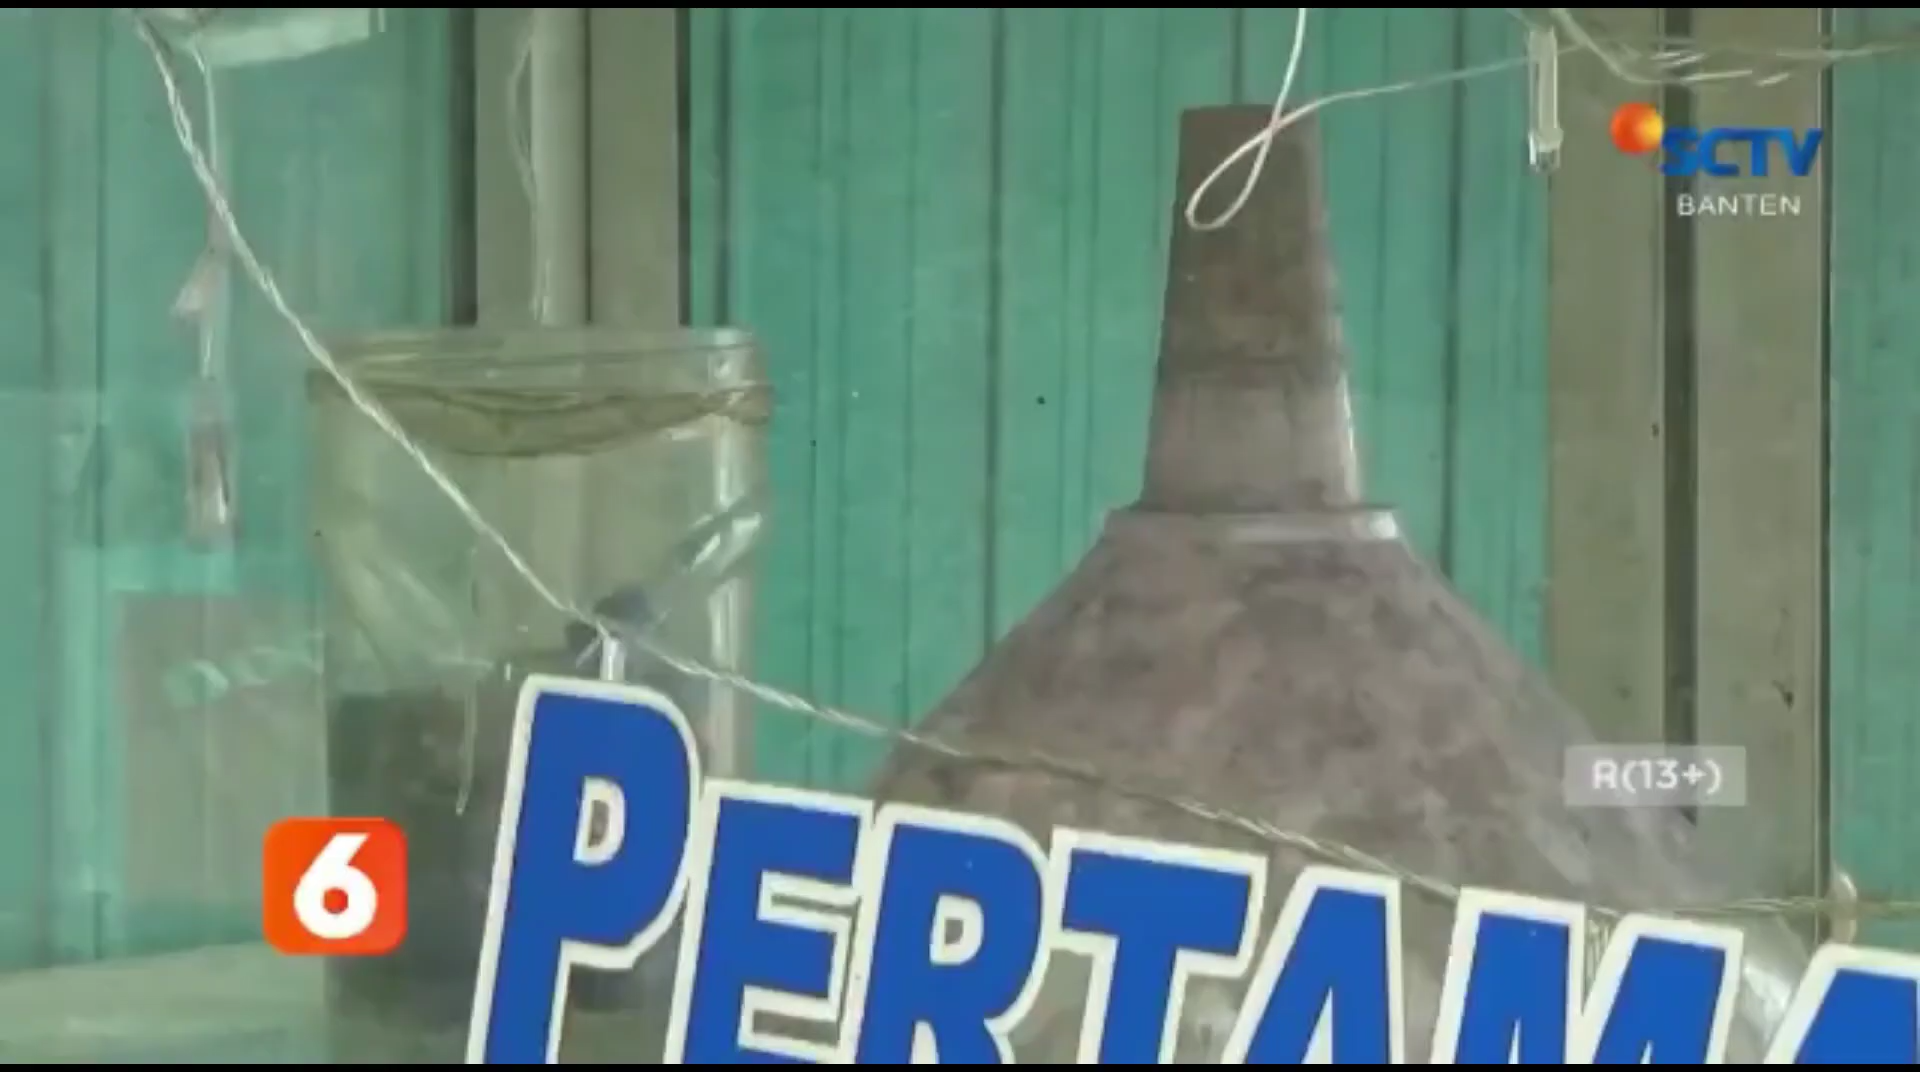 SCTV
BANTEN
R(13+)
6
PERTAMA